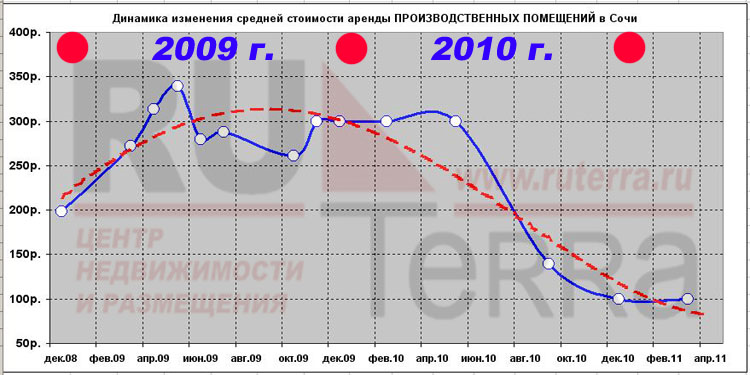 Динамика изменения средней стоимости аренды ПРОИЗВОДСТВЕННЫХ ПОМЕЩЕНИЙ в Сочи
400р.
350р.
300р.
250р.
200р.
150р.
100р.
50р.
2009 г.
2010 г.
RU
www.ruterra.ru
Terra
ЦЕНТР
НЕДВИЖИМОСТИ
И РАЗМЕЩЕНИЯ
дек.08 фев.09 апр.09 июн.09 авг.09 окт.09 дек.09 фев.10 апр.10 июн.10 авг.10 окт.10 дек.10 фев.11 апр.11